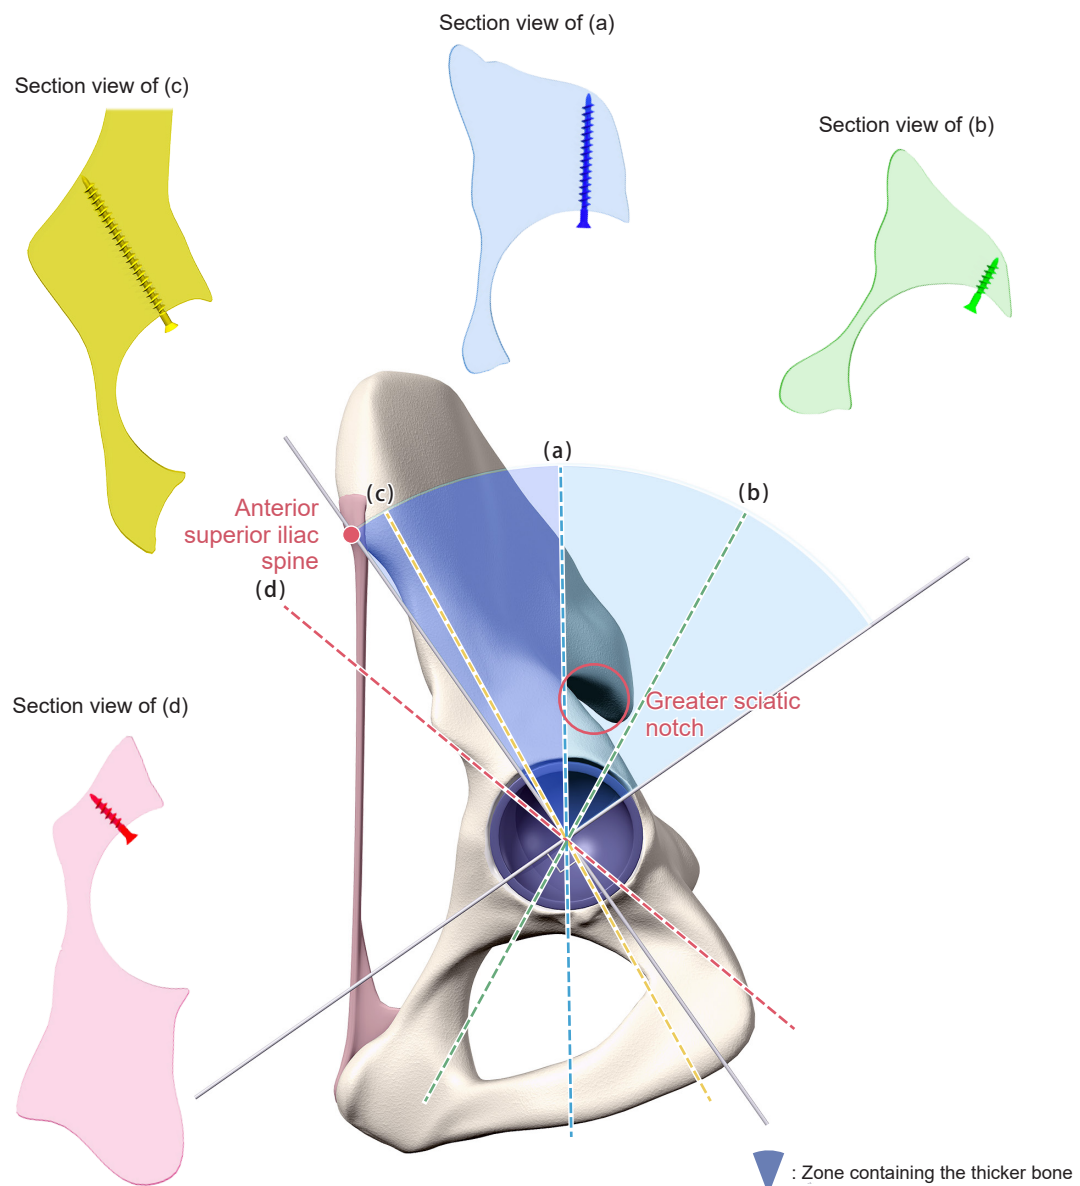 Section view of (a)
Section view of (c)
Section view of (b)
(a)
(c)
(b)
Anterior
superior iliac
spine
(d)
Greater sciatic
notch
Section view of (d)
: Zone containing the thicker bone